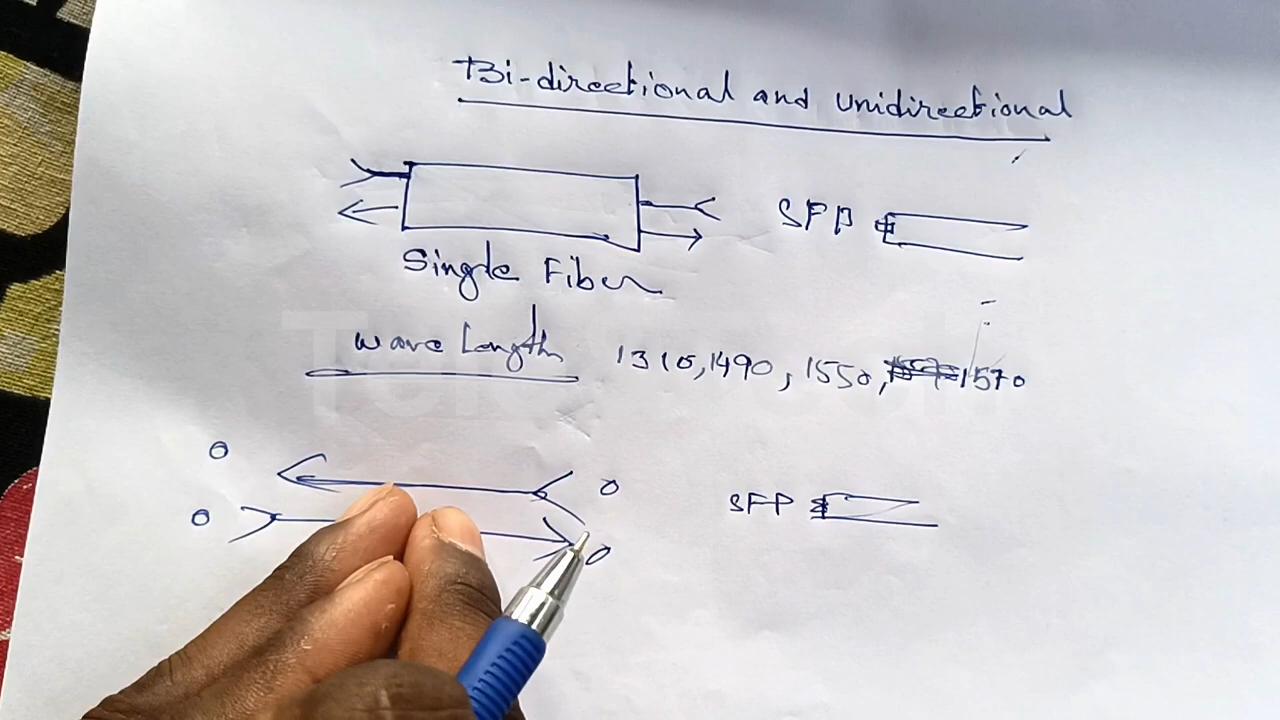 Bi-directional and Unidirectional
SFP
Single Fiber
Wave Length 1310, 1490, 1550, 1570
SFP